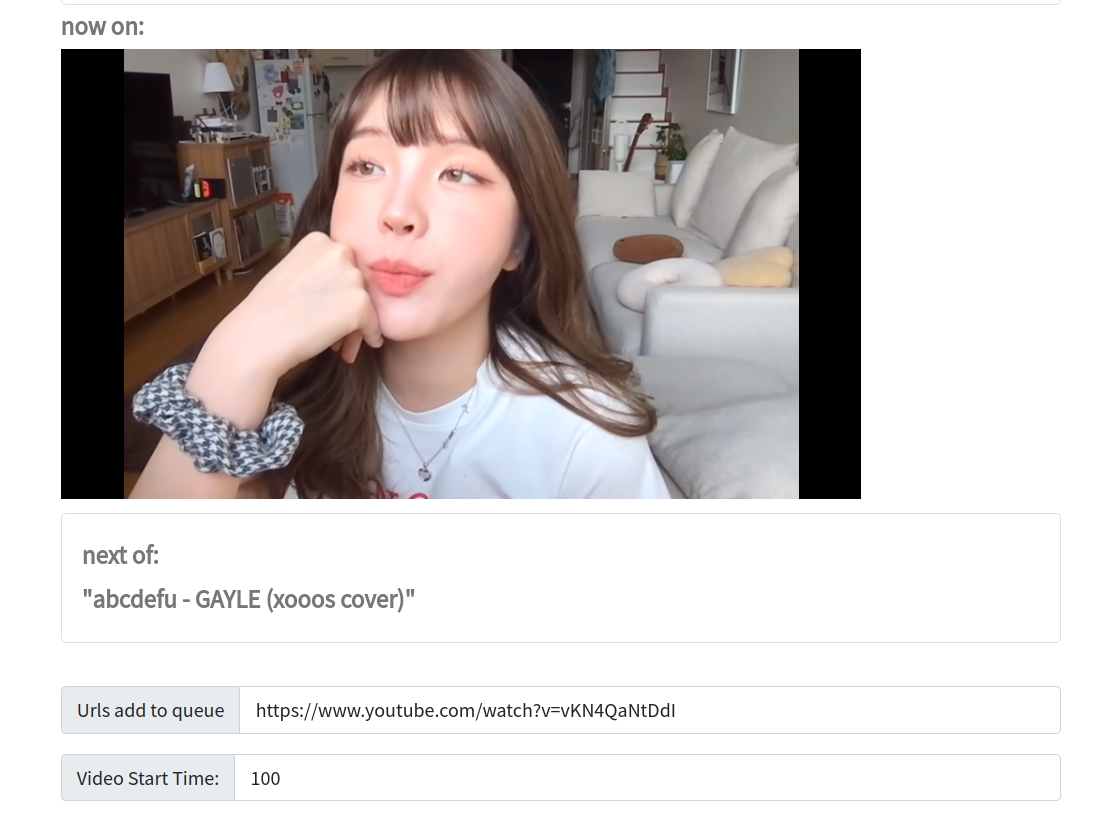 now on:
next of:
"abcdefu - GAYLE (xooos cover)"
Urls add to queue
https://www.youtube.com/watch?v=vKN4QaNtDdI
Video Start Time:
100